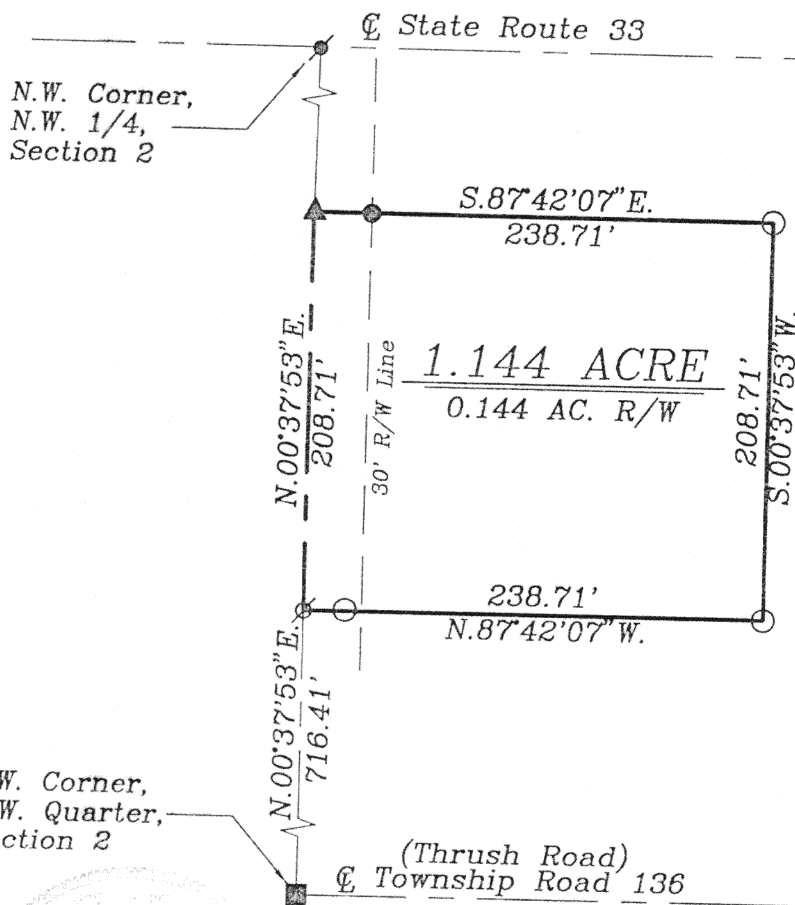 ℄ State Route 33
N.W. Corner,
N.W. 1/4,
Section 2
S.87°42'07"E.
238.71'
N.00°37'53"E.
208.71'
30' R/W Line
1.144 ACRE
0.144 AC. R/W
208.71'
S.00°37'53"W.
238.71'
N.87°42'07"W.
N.00°37'53"E.
716.41'
W. Corner,
W. Quarter,
ction 2
(Thrush Road)
℄ Township Road 136